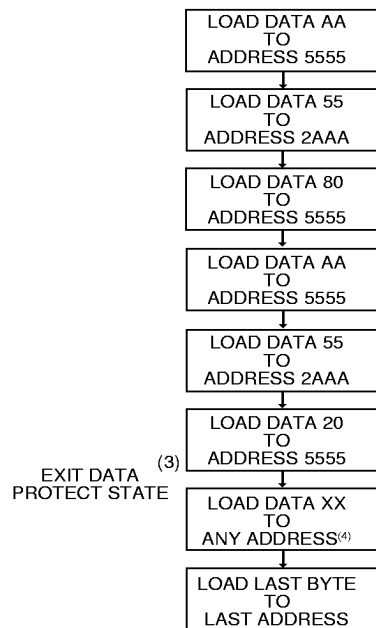 LOAD DATA AA
TO
ADDRESS 5555
LOAD DATA 55
TO
ADDRESS 2AAA
LOAD DATA 80
TO
ADDRESS 5555
LOAD DATA AA
TO
ADDRESS 5555
LOAD DATA 55
TO
ADDRESS 2AAA
LOAD DATA 20
TO
ADDRESS 5555
EXIT DATA (3)
PROTECT STATE
LOAD DATA XX
TO
ANY ADDRESS(4)
LOAD LAST BYTE
TO
LAST ADDRESS